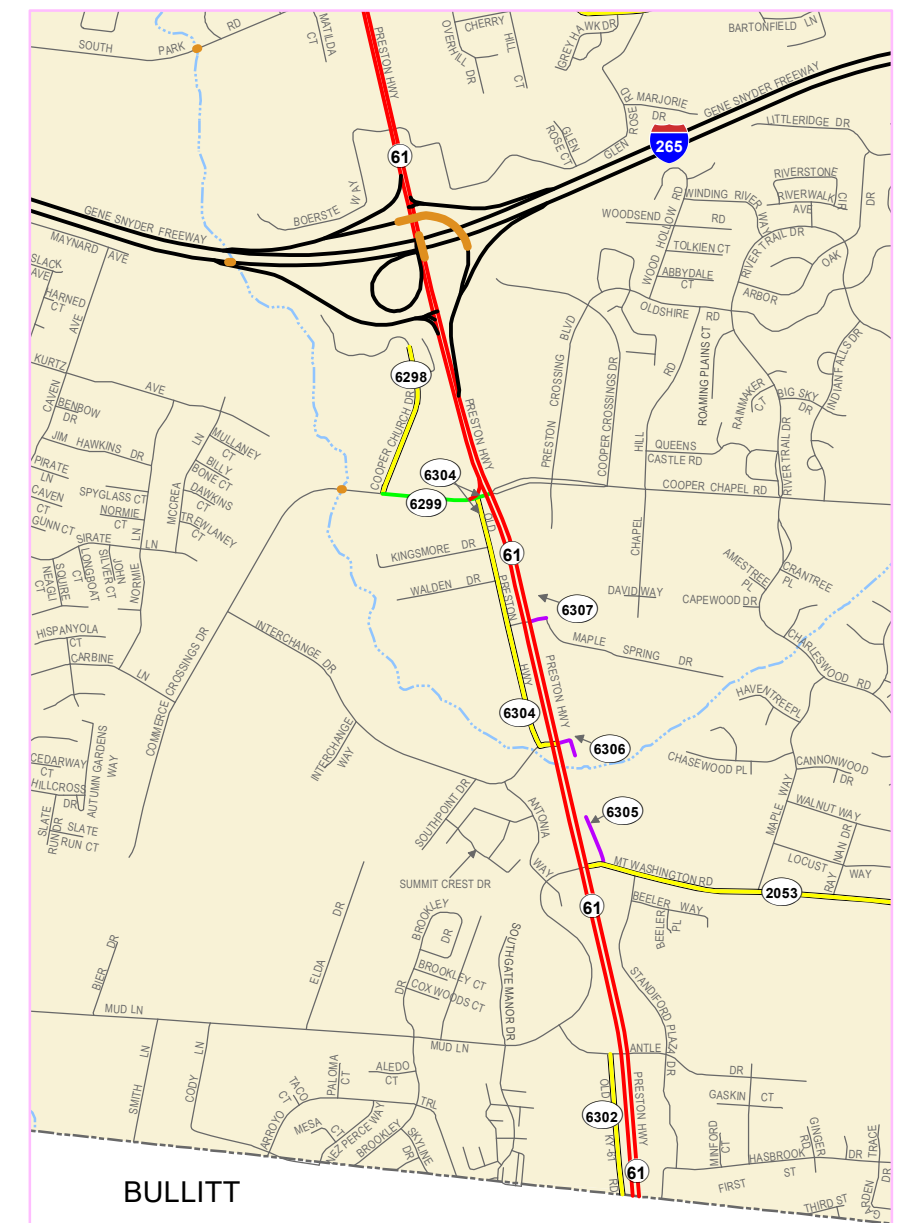 SOUTH PARK RD
MATILDA CT
PRESTON HWY
OVERHILL DR
CHERRY HILL CT
GREYHAWK DR
BARTONFIELD LN
GENE SNYDER FREEWAY
MARJORIE DR
ROSE RD
GLEN
GLEN ROSE CT
LITTLERIDGE DR
265
61
BOERSTE WAY
RIVERSTONE
RIVERWALK AVE
CIR
DR
WINDING RIVER WAY
WOODSEND RD
WOOD HOLLOW RD
TOLKIEN CT
ABBYDALE CT
RIVER TRAIL DR
OAK
ARBOR
GENE SNYDER FREEWAY
MAYNARD AVE
SLACK AVE
HARNED CT
AVE
OLDSHIRE RD
KURTZ AVE
CAVEN
BENBOW DR
JIM HAWKINS DR
PIRATE LN
CAVEN CT
GUNN CT
SPYGLASS CT
NORMIE CT
LN
SIRATE LN
MCCREA LN
MULLANEY CT
BILLY BONE CT
DAWKINS CT
TREWLANEY CT
NEAGLI CT
SQUIRE
LONGBOAT CT
SILVER CT
JOHN
NORMIE
6298
COOPER CHURCH DR
PRESTON HWY
PRESTON CROSSING BLVD
COOPER CROSSINGS DR
HILL RD
ROAMING PLAINS CT
RAINMAKER CT
BIG SKY DR
INDIAN FALLS DR
RIVER TRAIL DR
QUEENS CASTLE RD
COOPER CHAPEL RD
6304
6299
OLD PRESTON HWY
61
KINGSMORE DR
WALDEN DR
CHAPEL
DAVID WAY
AMESTREE PL
CRANTREE PL
CAPEWOOD DR
6307
MAPLE SPRING DR
CHARLESWOOD RD
HISPANYOLA CT
CARBINE LN
COMMERCE CROSSINGS DR
INTERCHANGE DR
INTERCHANGE WAY
PRESTON HWY
6304
6306
HAVENTREE PL
CHASEWOOD PL
CANNONWOOD DR
CEDARWAY CT
HILLCROSS DR
AUTUMN GARDENS WAY
SLATE RUN DR
SLATE RUN CT
SOUTHPOINT DR
ANTONIA WAY
6305
MAPLE WAY
WALNUT WAY
NAN DR
RAY
LOCUST WAY
SUMMIT CREST DR
MT WASHINGTON RD
2053
61
BEELER WAY
BEELER PL
BROOKLEY DR
BROOKLEY CT
COX WOODS CT
DR
SOUTHGATE MANOR DR
STANDIFORD PLAZA DR
BIER DR
ELDA DR
MUD LN
MUD LN
SMITH LN
CODY LN
PALOMA CT
ALEDO CT
TACO CT
ARROYO TRL
MESA CT
NEZ PERCE WAY
BROOKLEY
SKYLINE DR
ANTLE DR
OLD KY-61 RD
6302
PRESTON HWY
61
GASKIN CT
MINFORD CT
GINGER RD
HASBROOK DR
FIRST ST
THIRD ST
TRACE
DR
BULLITT